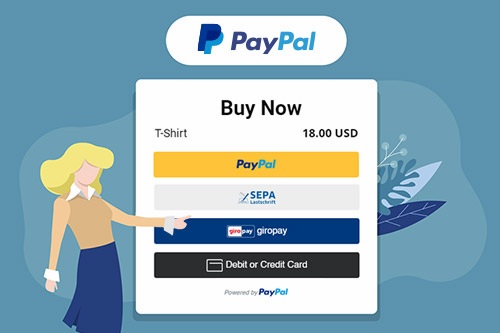 PayPal
Buy Now
T-Shirt 18.00 USD
PayPal
SEPA
Lastschrift
giropay giropay
Debit or Credit Card
Powered by PayPal